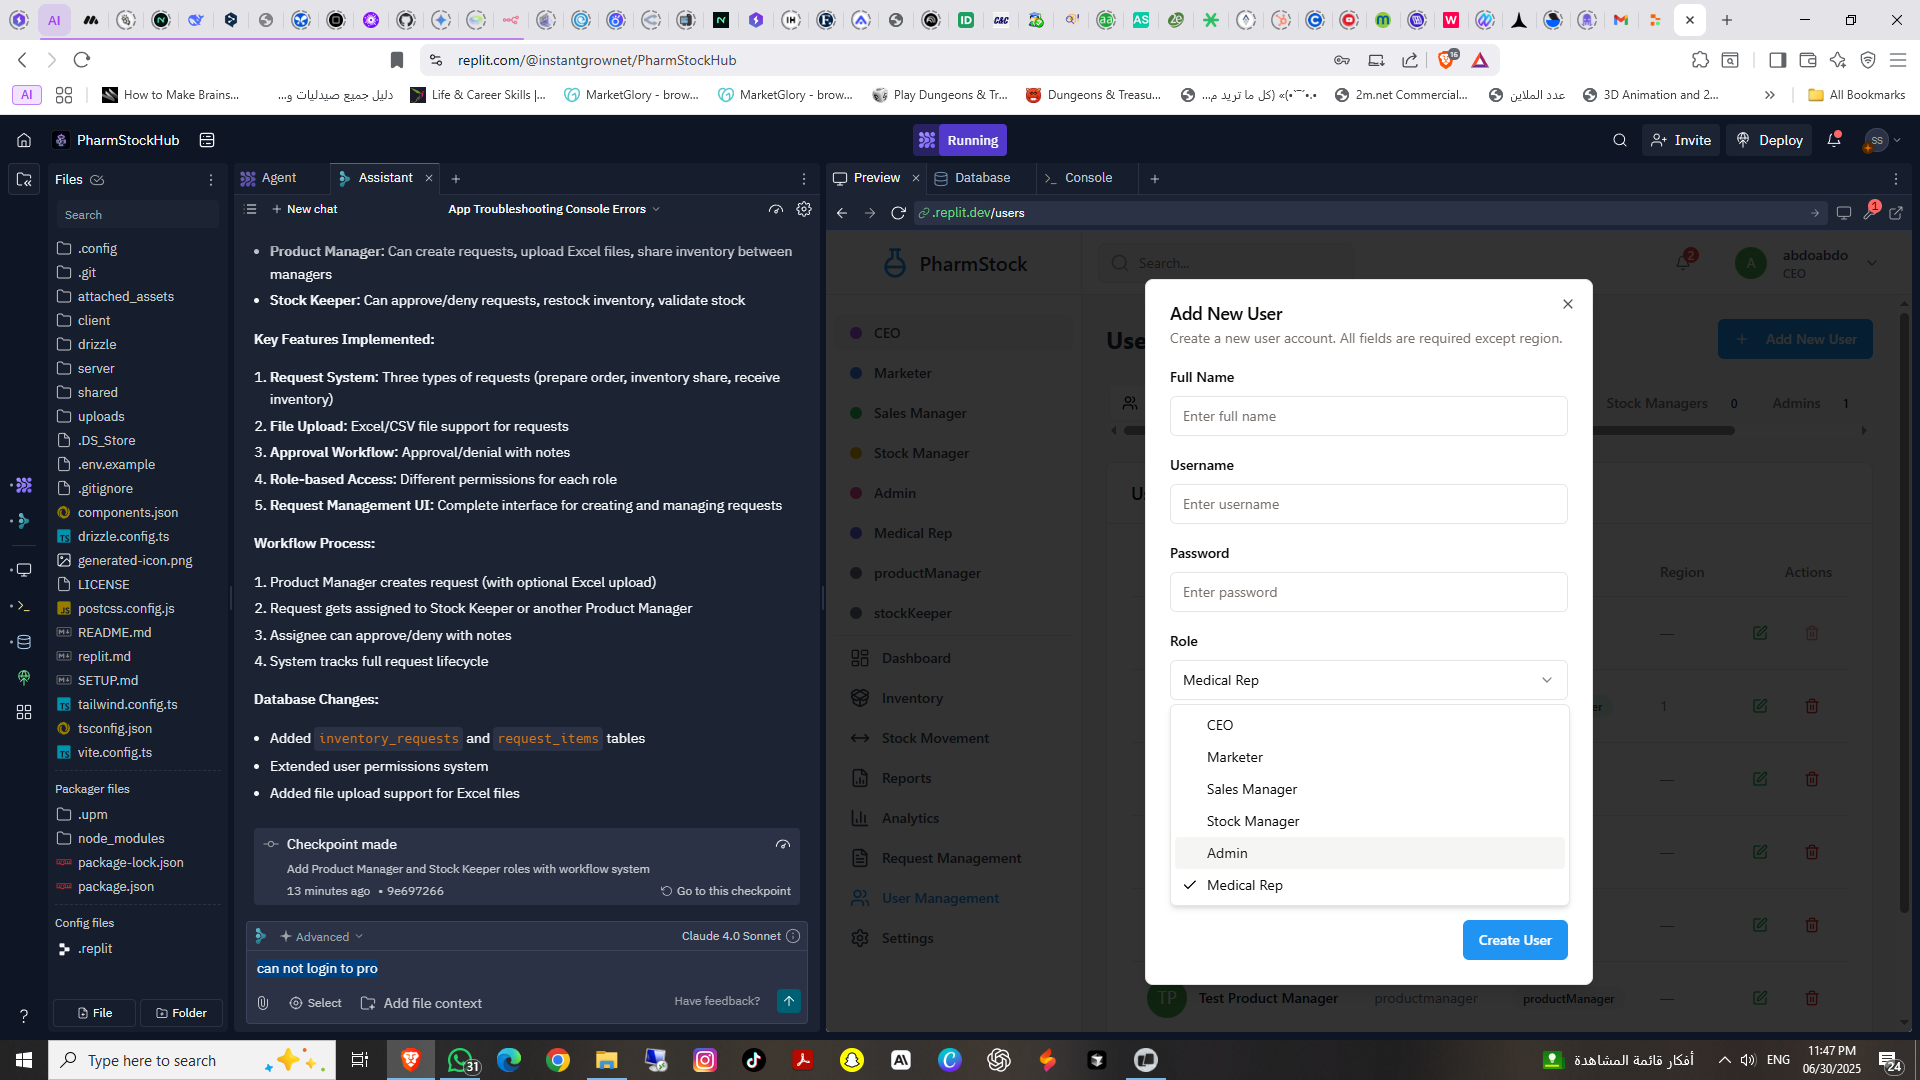 AI
replit.com/@instantgrownet/PharmStockHub
16
AI
How to Make Brains...
دليل جميع صيدليات و...
Life & Career Skills |...
MarketGlory - brow...
MarketGlory - brow...
Play Dungeons & Tr...
Dungeons & Treasu...
2m.net Commercial...
عدد الملاين
3D Animation and 2...
All Bookmarks
PharmStockHub
Running
Invite
Deploy
SS
Files
Search
.config
.git
attached_assets
client
drizzle
server
shared
uploads
.DS_Store
.env.example
.gitignore
components.json
drizzle.config.ts
generated-icon.png
LICENSE
postcss.config.js
README.md
replit.md
SETUP.md
tailwind.config.ts
tsconfig.json
vite.config.ts
Packager files
.upm
node_modules
package-lock.json
package.json
Config files
.replit
File
Folder
Agent
Assistant
New chat
App Troubleshooting Console Errors
• Product Manager: Can create requests, upload Excel files, share inventory between
managers
• Stock Keeper: Can approve/deny requests, restock inventory, validate stock
Key Features Implemented:
1. Request System: Three types of requests (prepare order, inventory share, receive
inventory)
2. File Upload: Excel/CSV file support for requests
3. Approval Workflow: Approval/denial with notes
4. Role-based Access: Different permissions for each role
5. Request Management UI: Complete interface for creating and managing requests
Workflow Process:
1. Product Manager creates request (with optional Excel upload)
2. Request gets assigned to Stock Keeper or another Product Manager
3. Assignee can approve/deny with notes
4. System tracks full request lifecycle
Database Changes:
• Added inventory_requests and request_items tables
• Extended user permissions system
• Added file upload support for Excel files
Checkpoint made
Add Product Manager and Stock Keeper roles with workflow system
13 minutes ago • 9e697266
Go to this checkpoint
Advanced
Claude 4.0 Sonnet
can not login to pro
Select
Add file context
Have feedback?
Preview
Database
Console
.replit.dev/users
1
PharmStock
Search...
2
A
abdoabdo
CEO
CEO
Marketer
Sales Manager
Stock Manager
Admin
Medical Rep
productManager
stockKeeper
Dashboard
Inventory
Stock Movement
Reports
Analytics
Request Management
User Management
Settings
Use
Add New User
Stock Managers 0
Admins 1
Region
Actions
1
Add New User
Create a new user account. All fields are required except region.
Full Name
Enter full name
Username
Enter username
Password
Enter password
Role
Medical Rep
CEO
Marketer
Sales Manager
Stock Manager
Admin
Medical Rep
Create User
TP
Test Product Manager
productmanager
productManager
Type here to search
31
أفكار قائمة المشاهدة
ENG
11:47 PM
06/30/2025
24